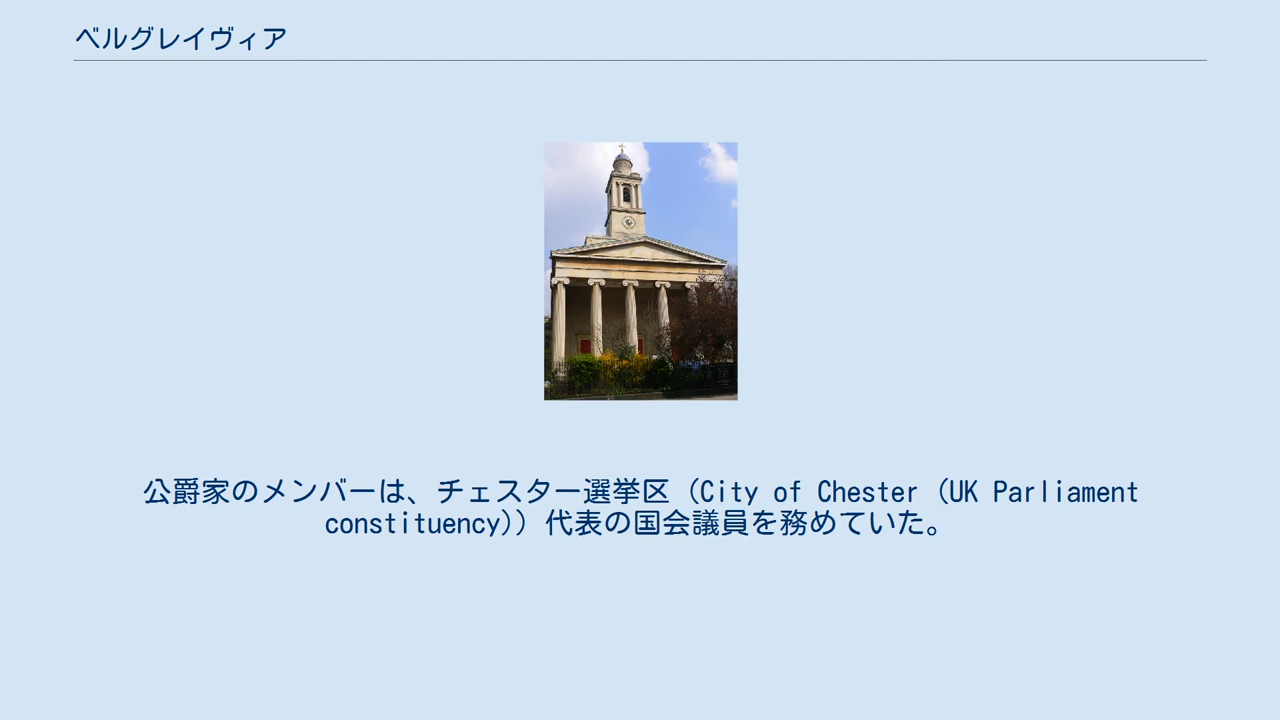 ベルグレイヴィア
公爵家のメンバーは、チェスター選挙区（City of Chester (UK Parliament
constituency)）代表の国会議員を務めていた。